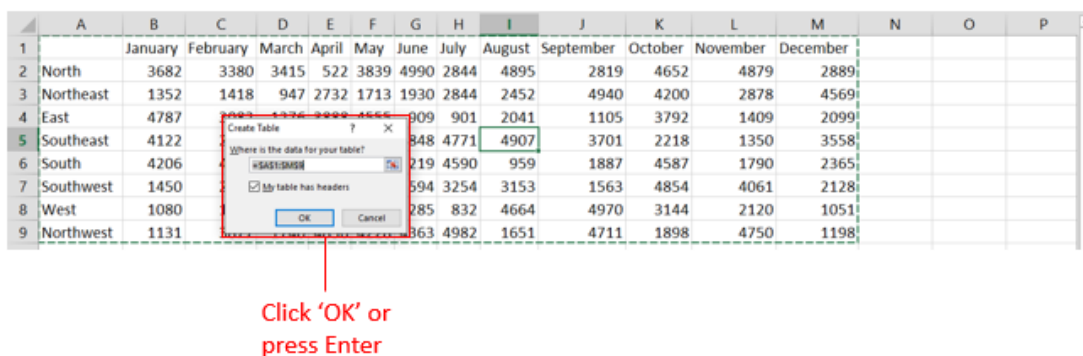 A B C D E F G H I J K L M N O P
1 January February March April May June July August September October November December
2 North 3682 3380 3415 522 3839 4990 2844 4895 2819 4652 4879 2889
3 Northeast 1352 1418 947 2732 1713 1930 2844 2452 4940 4200 2878 4569
4 East 4787 909 901 2041 1105 3792 1409 2099
Create Table ? ×
5 Southeast 4122 848 4771 4907 3701 2218 1350 3558
Where is the data for your table?
6 South 4206 219 4590 959 1887 4587 1790 2365
=$A$1:$M$9
7 Southwest 1450 594 3254 3153 1563 4854 4061 2128
My table has headers
8 West 1080 285 832 4664 4970 3144 2120 1051
OK Cancel
9 Northwest 1131 363 4982 1651 4711 1898 4750 1198
Click ‘OK’ or
press Enter